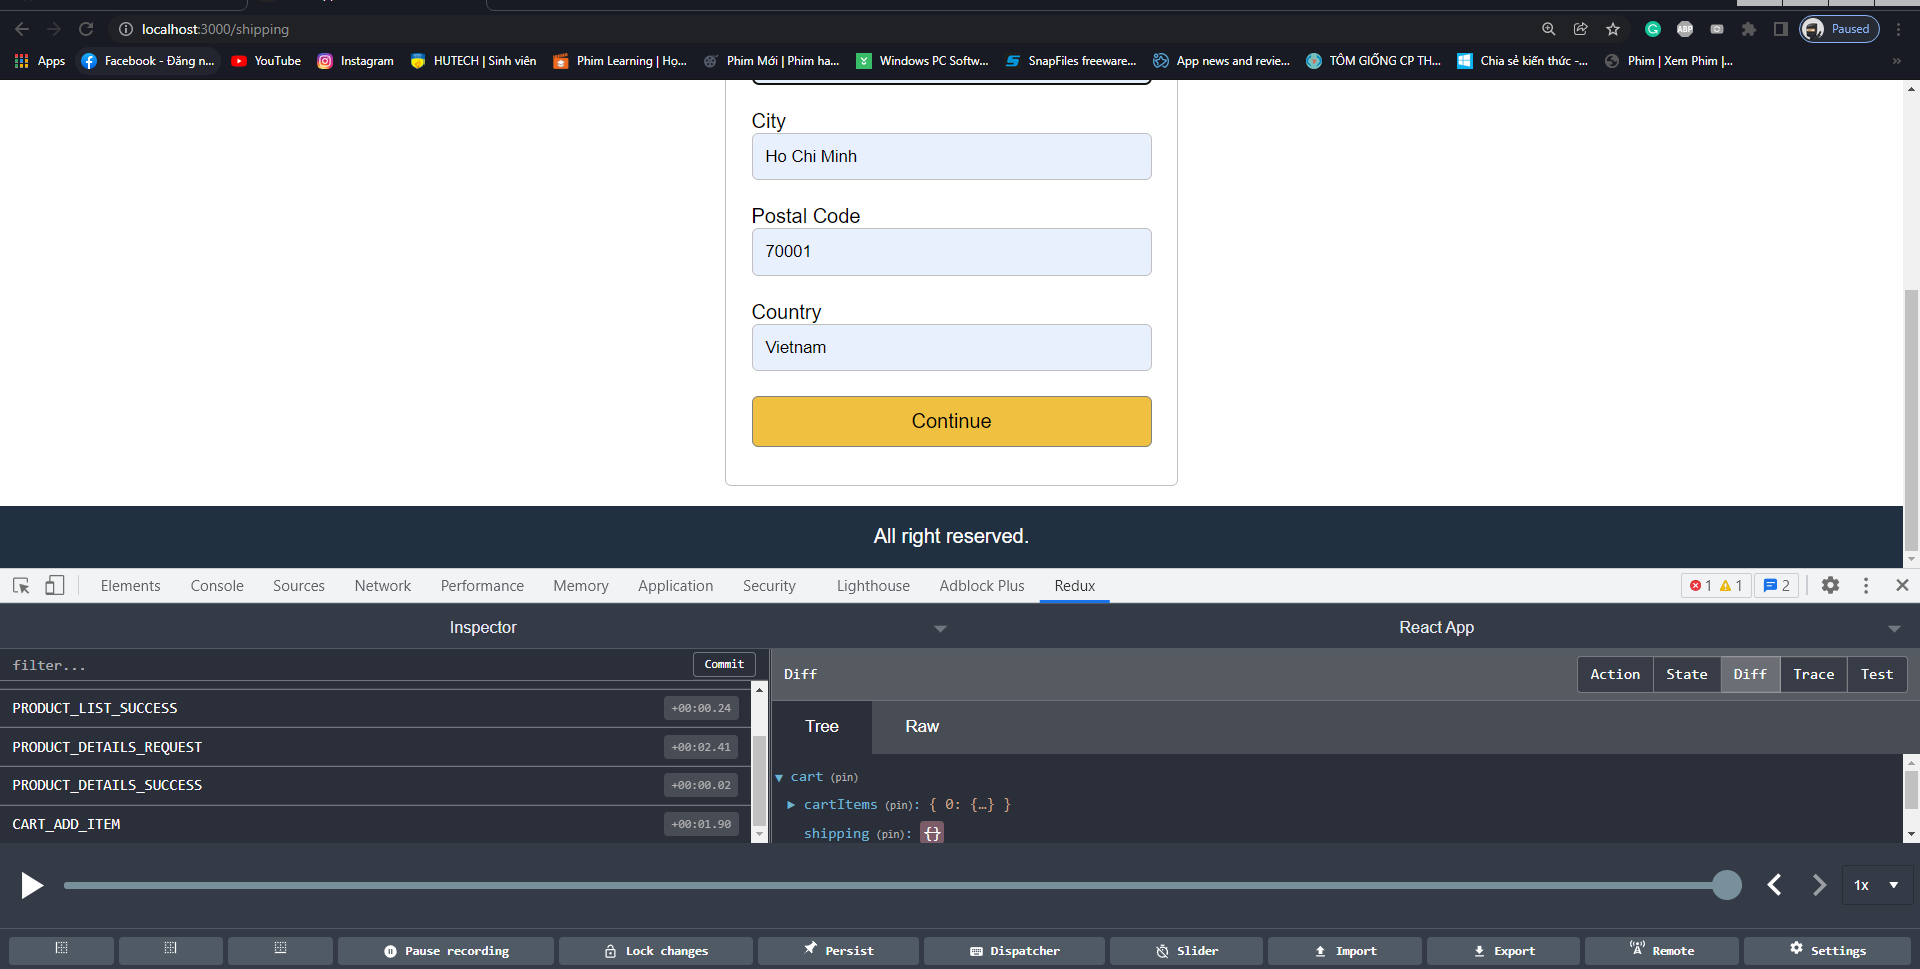 localhost:3000/shipping
ABP
Paused
Apps
Facebook - Đăng n...
YouTube
Instagram
HUTECH | Sinh viên
Phim Learning | Họ...
Phim Mới | Phim ha...
Windows PC Softw...
SnapFiles freeware...
App news and revie...
TÔM GIỐNG CP TH...
Chia sẻ kiến thức -...
Phim | Xem Phim |...
City
Ho Chi Minh
Postal Code
70001
Country
Vietnam
Continue
All right reserved.
Elements Console Sources Network Performance Memory Application Security Lighthouse Adblock Plus Redux
1 1 2
Inspector
React App
filter...
Commit
Diff
Action State Diff Trace Test
Tree Raw
PRODUCT_LIST_SUCCESS +00:00.24
PRODUCT_DETAILS_REQUEST +00:02.41
PRODUCT_DETAILS_SUCCESS +00:00.02
CART_ADD_ITEM +00:01.90
cart (pin)
cartItems (pin): { 0: {…} }
shipping (pin): {}
1x
Pause recording
Lock changes
Persist
Dispatcher
Slider
Import
Export
Remote
Settings